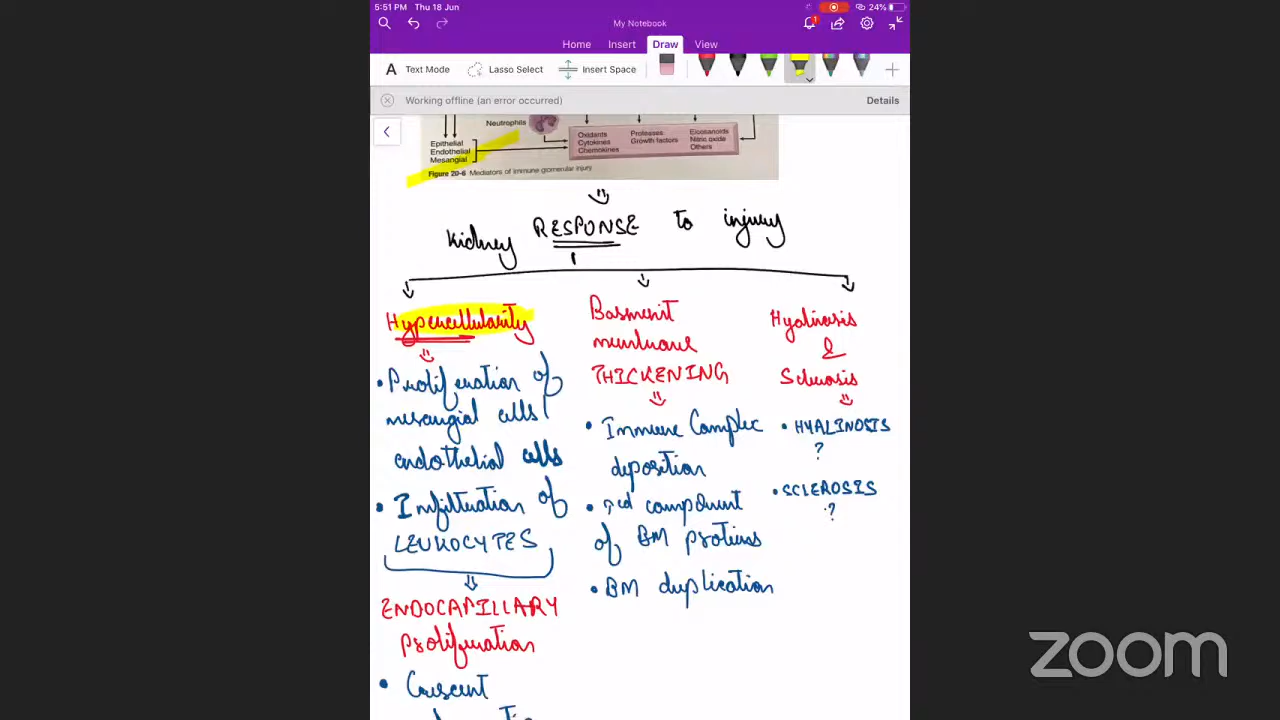 5:51 PM Thu 18 Jun
24%
My Notebook
Home Insert Draw View
A Text Mode Lasso Select Insert Space
Working offline (an error occurred) Details
Neutrophils
Epithelial
Endothelial
Mesangial
Oxidants
Cytokines
Chemokines
Proteases
Growth factors
Eicosanoids
Nitric oxide
Others
Figure 20-6 Mediators of immune glomerular injury
Kidney RESPONSE to injury
Hypercellularity
• Proliferation of
mesangial cells
endothelial cells
• Infiltration of
LEUKOCYTES
ENDOCAPILLARY
Proliferation
• Crescent
Basment
membrane
THICKENING
• Immune Complec
deposition
• ↑ed component
of BM proteins
• BM duplication
Hyalinosis
&
Sclerosis
• HYALINOSIS
?
• SCLEROSIS
?
zoom